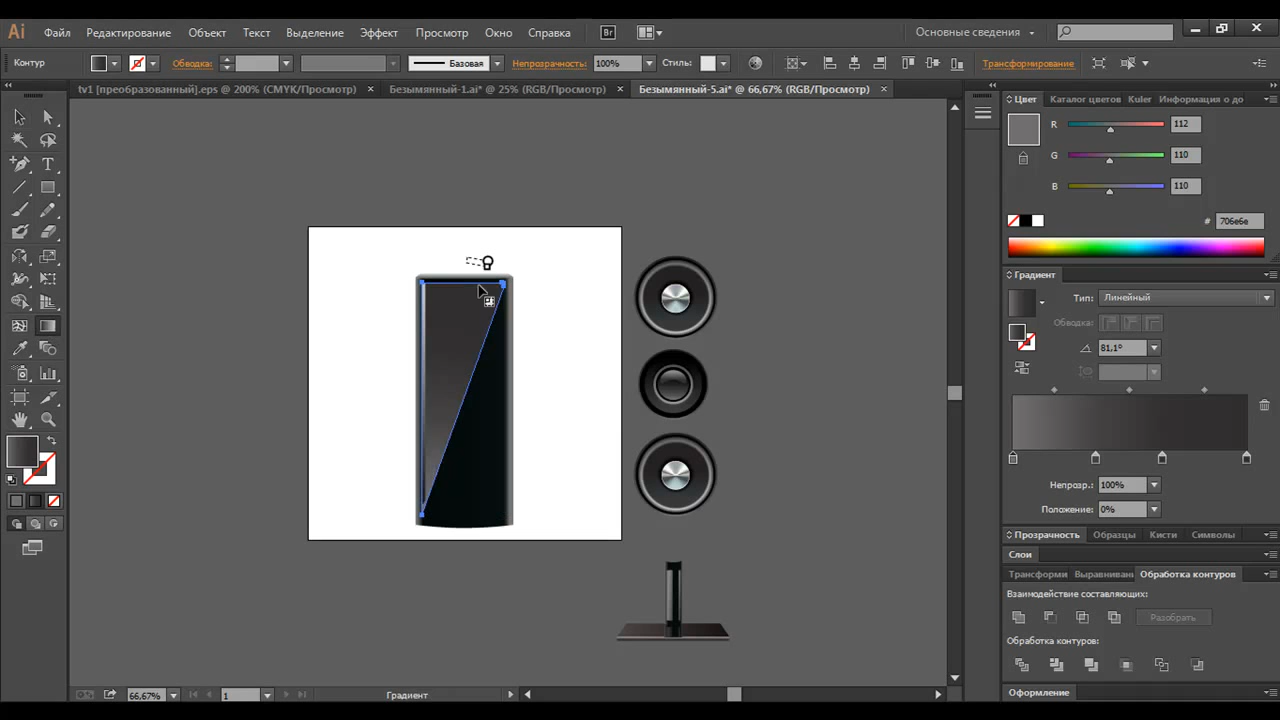 Ai Файл Редактирование Объект Текст Выделение Эффект Просмотр Окно Справка Br Основные сведения
Контур Обводка: Базовая Непрозрачность: 100% Стиль: Трансформирование
tv1 [преобразованный].eps @ 200% (CMYK/Просмотр) × Безымянный-1.ai* @ 25% (RGB/Просмотр) × Безымянный-5.ai* @ 66,67% (RGB/Просмотр) ×
Цвет Каталог цветов Kuler Информация о до
R 112
G 110
B 110
# 706e6e
Градиент
Тип: Линейный
Обводка:
81,1°
Непрозр.: 100%
Положение: 0%
Прозрачность Образцы Кисти Символы
Слои
Трансформи Выравниван Обработка контуров
Взаимодействие составляющих:
Разобрать
Обработка контуров:
Оформление
66,67% 1 Градиент